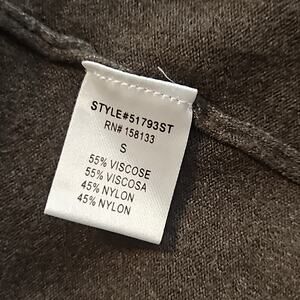 STYLE#51793ST
RN# 158133
S
55% VISCOSE
55% VISCOSA
45% NYLON
45% NYLON